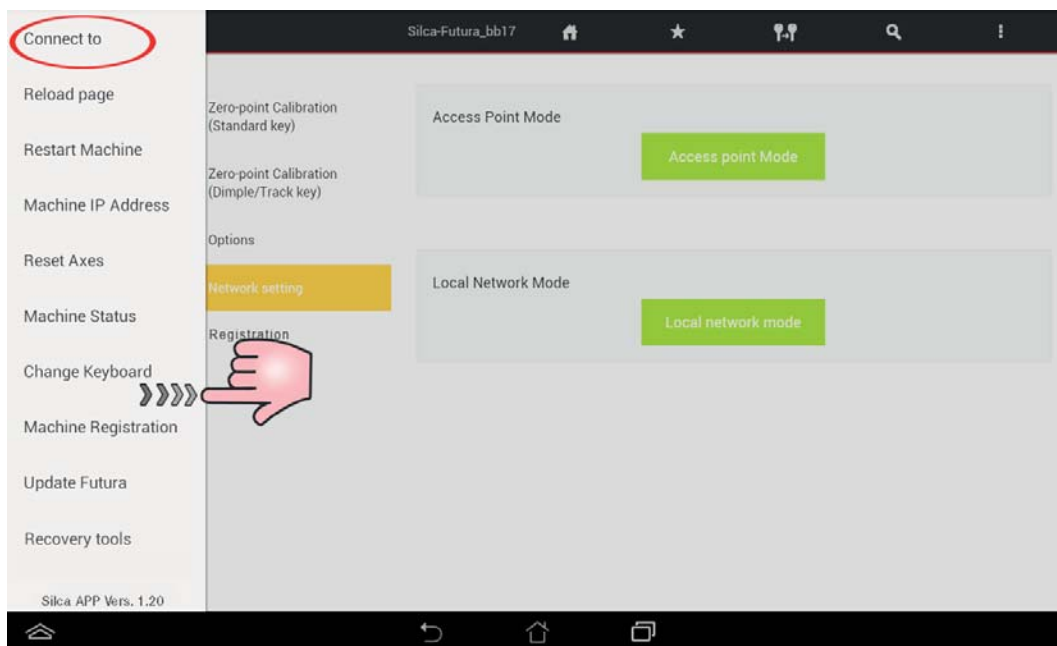 Connect to
Reload page
Restart Machine
Machine IP Address
Reset Axes
Machine Status
Change Keyboard
Machine Registration
Update Futura
Recovery tools
Silca APP Vers. 1.20
Silca-Futura_bb17
Zero-point Calibration
(Standard key)
Zero-point Calibration
(Dimple/Track key)
Options
Network setting
Registration
Access Point Mode
Access point Mode
Local Network Mode
Local network mode